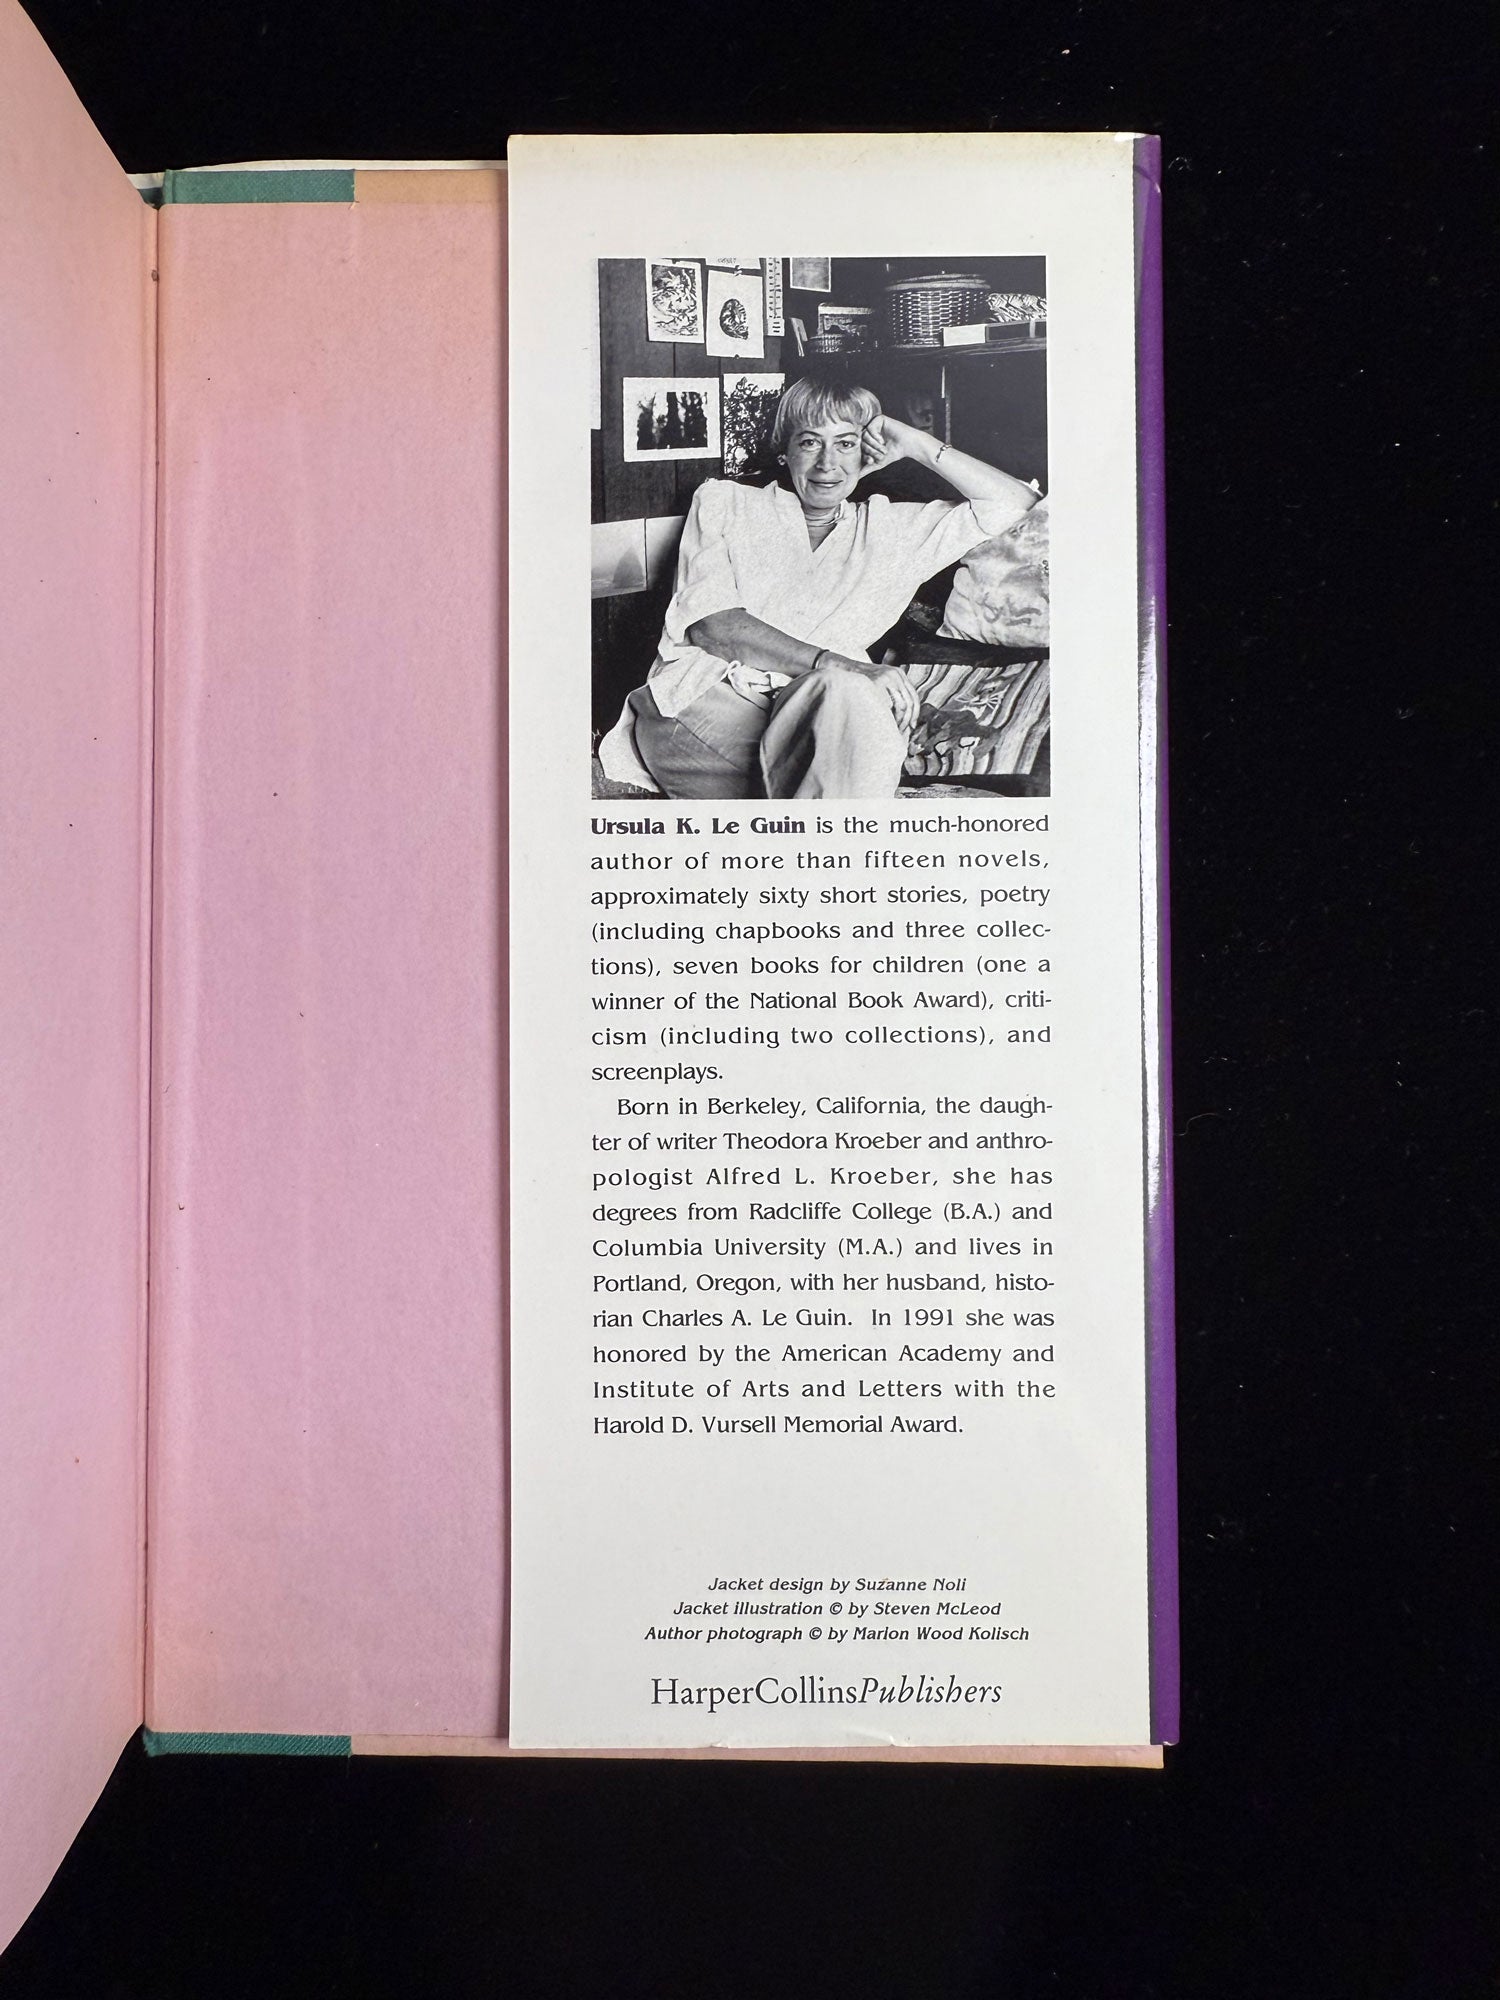 Ursula K. Le Guin is the much-honored
author of more than fifteen novels,
approximately sixty short stories, poetry
(including chapbooks and three collec-
tions), seven books for children (one a
winner of the National Book Award), criti-
cism (including two collections), and
screenplays.
Born in Berkeley, California, the daugh-
ter of writer Theodora Kroeber and anthro-
pologist Alfred L. Kroeber, she has
degrees from Radcliffe College (B.A.) and
Columbia University (M.A.) and lives in
Portland, Oregon, with her husband, histo-
rian Charles A. Le Guin. In 1991 she was
honored by the American Academy and
Institute of Arts and Letters with the
Harold D. Vursell Memorial Award.
Jacket design by Suzanne Noli
Jacket illustration © by Steven McLeod
Author photograph © by Marion Wood Kolisch
HarperCollinsPublishers